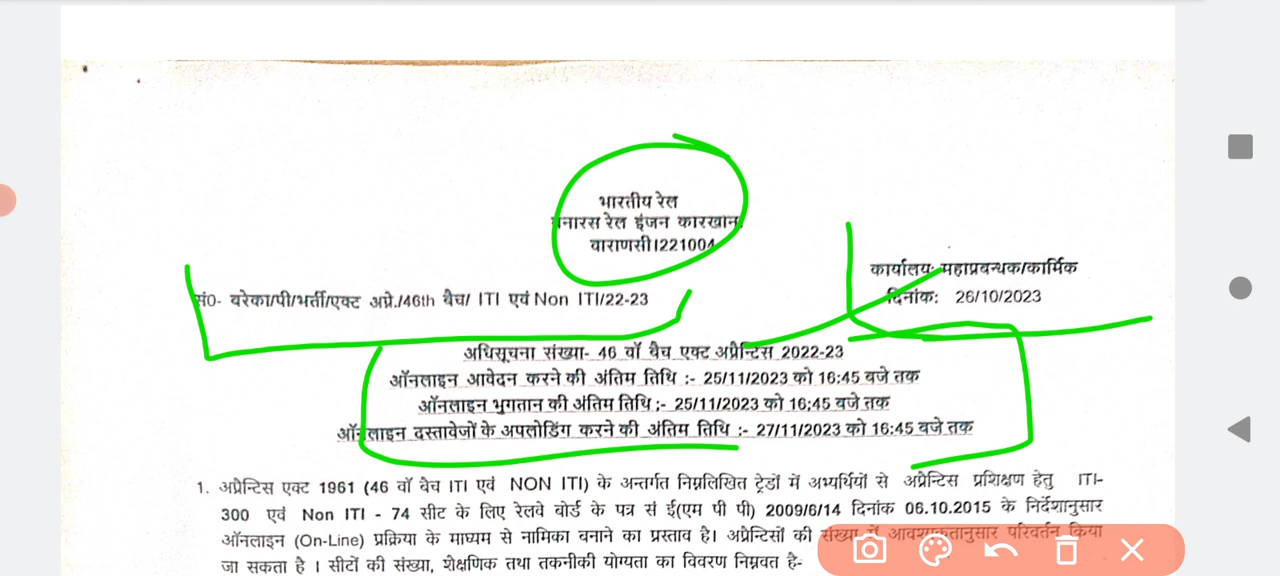 भारतीय रेल
बनारस रेल इंजन कारखाना
वाराणसी।221004
कार्यालयः महाप्रबन्धक/कार्मिक
सं0- बरेका/पी/भर्ती/एक्ट अप्रे./46th बैच/ ITI एवं Non ITI/22-23
दिनांकः 26/10/2023
अधिसूचना संख्या- 46 वॉ बैच एक्ट अप्रैन्टिस 2022-23
ऑनलाइन आवेदन करने की अंतिम तिथि :- 25/11/2023 को 16:45 बजे तक
ऑनलाइन भुगतान की अंतिम तिथि ;- 25/11/2023 को 16;45 बजे तक
ऑनलाइन दस्तावेजों के अपलोडिंग करने की अंतिम तिथि :- 27/11/2023 को 16:45 बजे तक
1. अप्रैन्टिस एक्ट 1961 (46 वॉ बैच ITI एवं NON ITI) के अन्तर्गत निम्नलिखित ट्रेडों में अभ्यर्थियों से अप्रेन्टिस प्रशिक्षण हेतु ITI-
300 एवं Non ITI - 74 सीट के लिए रेलवे बोर्ड के पत्र सं ई(एम पी पी) 2009/6/14 दिनांक 06.10.2015 के निर्देशानुसार
ऑनलाइन (On-Line) प्रक्रिया के माध्यम से नामिका बनाने का प्रस्ताव है। अप्रैन्टिसों की संख्या में आवश्यकतानुसार परिवर्तन किया
जा सकता है । सीटों की संख्या, शैक्षणिक तथा तकनीकी योग्यता का विवरण निम्नवत है-